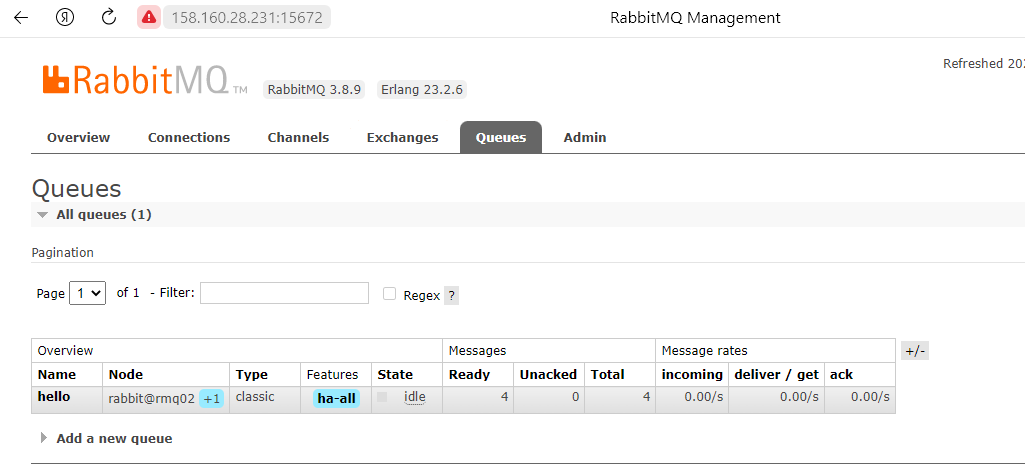 158.160.28.231:15672 RabbitMQ Management
Refreshed 202
RabbitMQ TM RabbitMQ 3.8.9 Erlang 23.2.6
Overview Connections Channels Exchanges Queues Admin
Queues
All queues (1)
Pagination
Page 1 of 1 - Filter: Regex ?
Overview Messages Message rates +/-
Name Node Type Features State Ready Unacked Total incoming deliver / get ack
hello rabbit@rmq02 +1 classic ha-all idle 4 0 4 0.00/s 0.00/s 0.00/s
Add a new queue